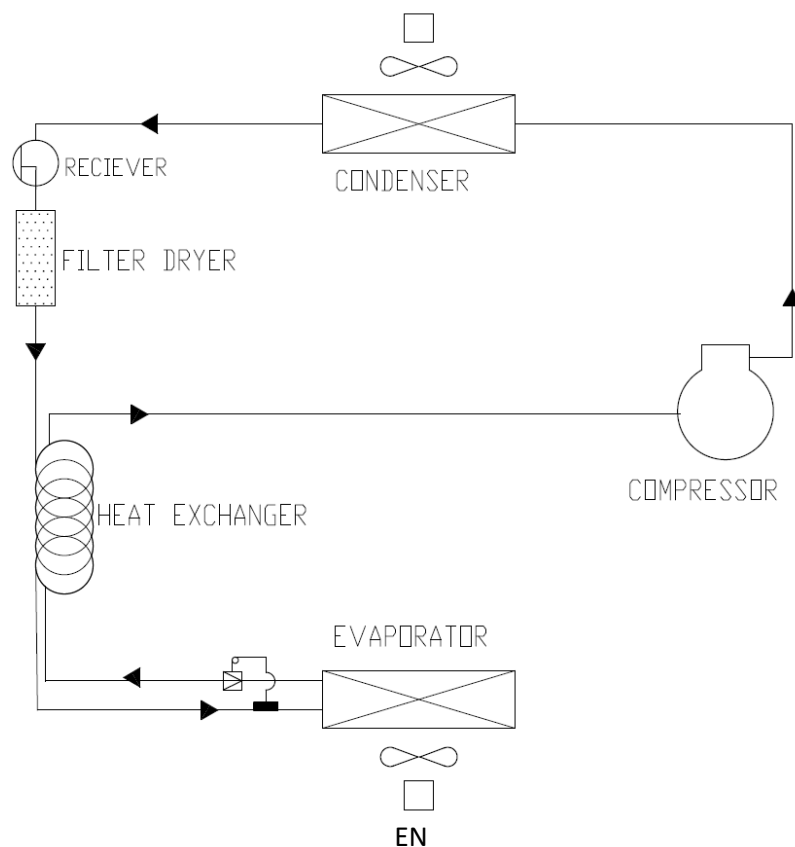 RECIEVER
CONDENSER
FILTER DRYER
COMPRESSOR
HEAT EXCHANGER
EVAPORATOR
EN